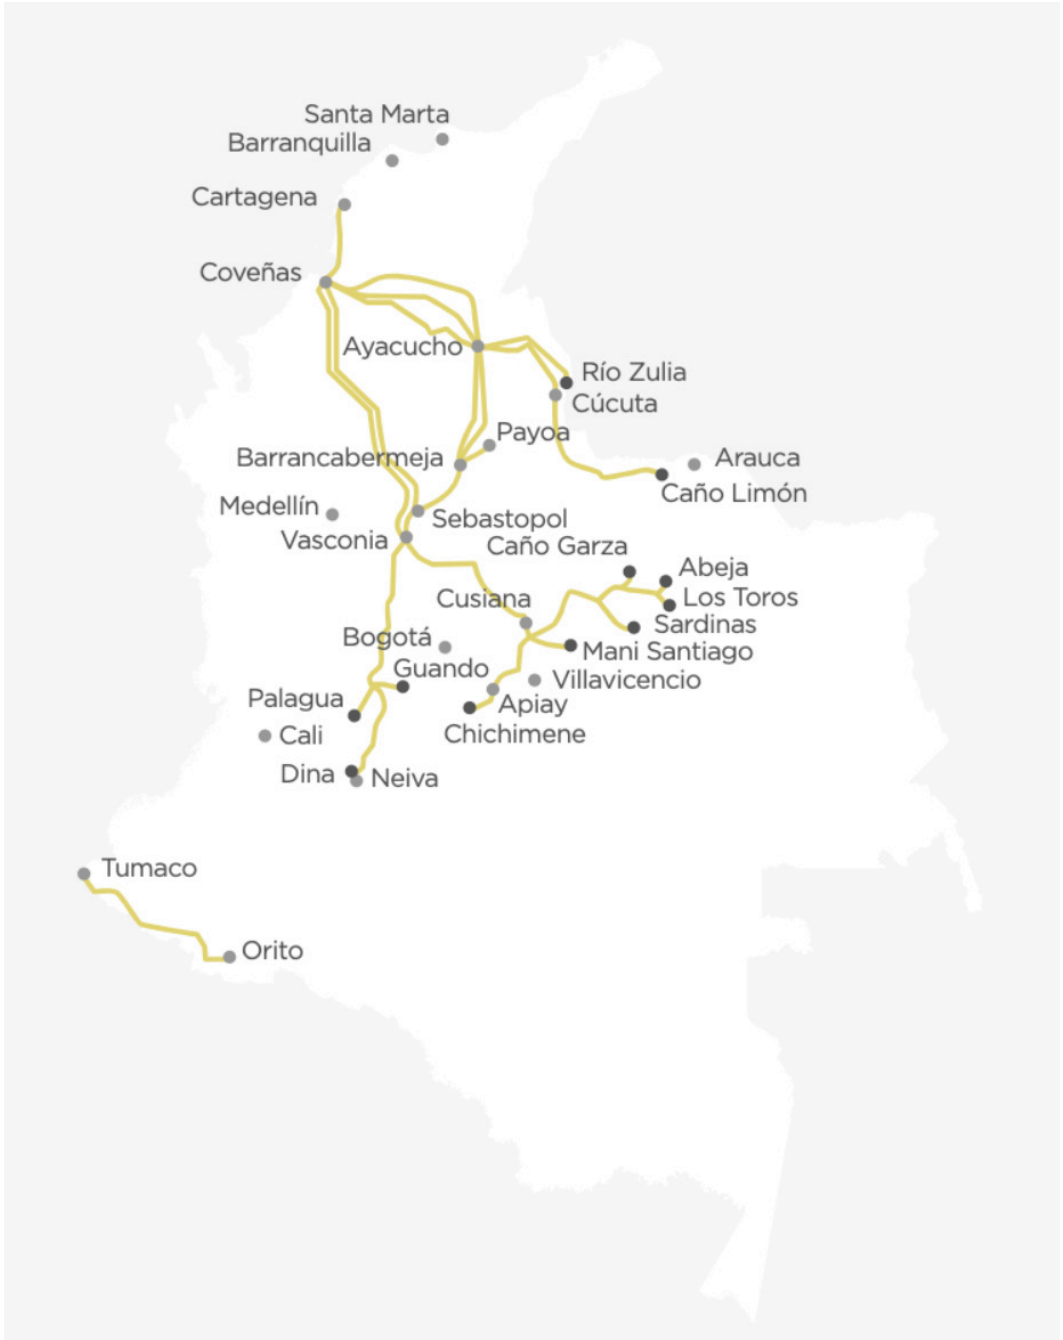 Santa Marta
Barranquilla
Cartagena
Coveñas
Ayacucho
Río Zulia
Cúcuta
Payoa
Barrancabermeja
Arauca
Caño Limón
Medellín
Sebastopol
Vasconia
Caño Garza
Abeja
Los Toros
Cusiana
Sardinas
Bogotá
Mani Santiago
Guando
Villavicencio
Palagua
Apiay
Cali
Chichimene
Dina
Neiva
Tumaco
Orito